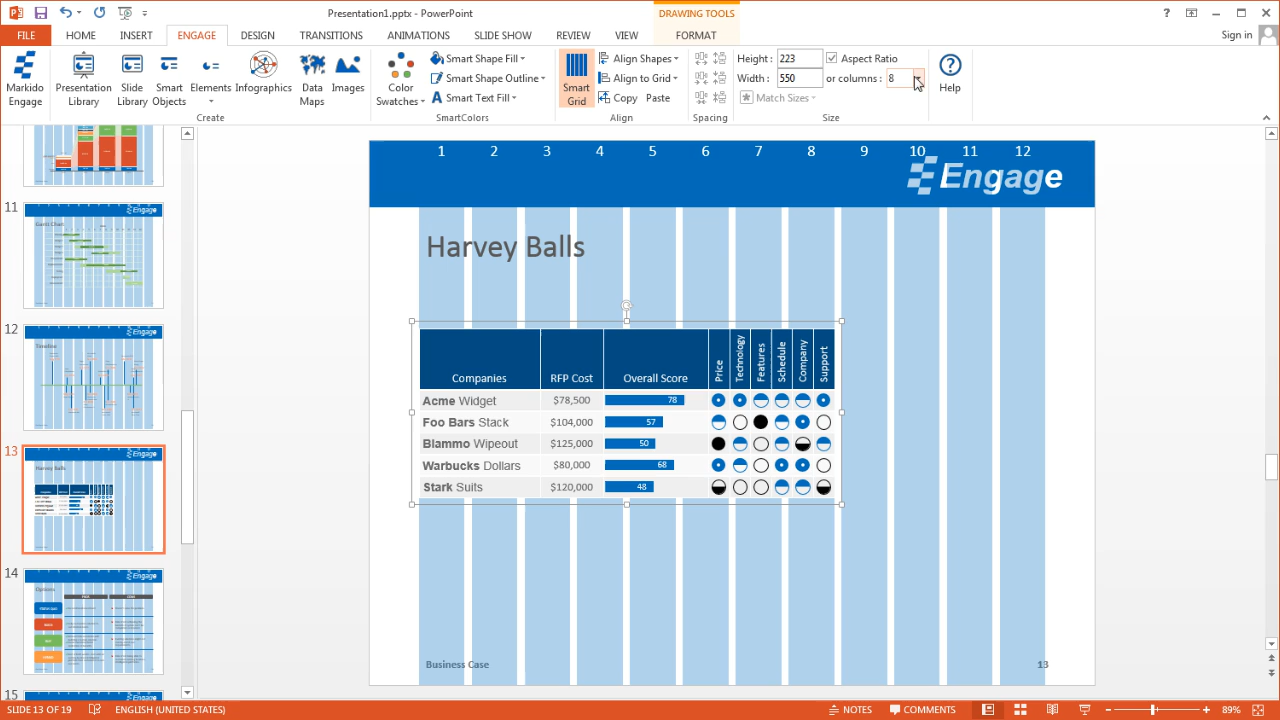 Presentation1.pptx - PowerPoint
DRAWING TOOLS
?
FILE HOME INSERT ENGAGE DESIGN TRANSITIONS ANIMATIONS SLIDE SHOW REVIEW VIEW FORMAT
Sign in
Markido Engage
Presentation Library
Slide Library
Smart Objects
Elements
Infographics
Data Maps
Images
Create
Color Swatches
Smart Shape Fill
Smart Shape Outline
A Smart Text Fill
SmartColors
Smart Grid
Align Shapes
Align to Grid
Copy Paste
Align
Spacing
Height: 223 Aspect Ratio
Width: 550 or columns: 8
Match Sizes
Size
? Help
11
12
13
14
15
1 2 3 4 5 6 7 8 9 10 11 12
Engage
Harvey Balls
Companies RFP Cost Overall Score Price Technology Features Schedule Company Support
Acme Widget $78,500 78
Foo Bars Stack $104,000 57
Blammo Wipeout $125,000 50
Warbucks Dollars $80,000 68
Stark Suits $120,000 48
Business Case 13
SLIDE 13 OF 19 ENGLISH (UNITED STATES) NOTES COMMENTS 89%